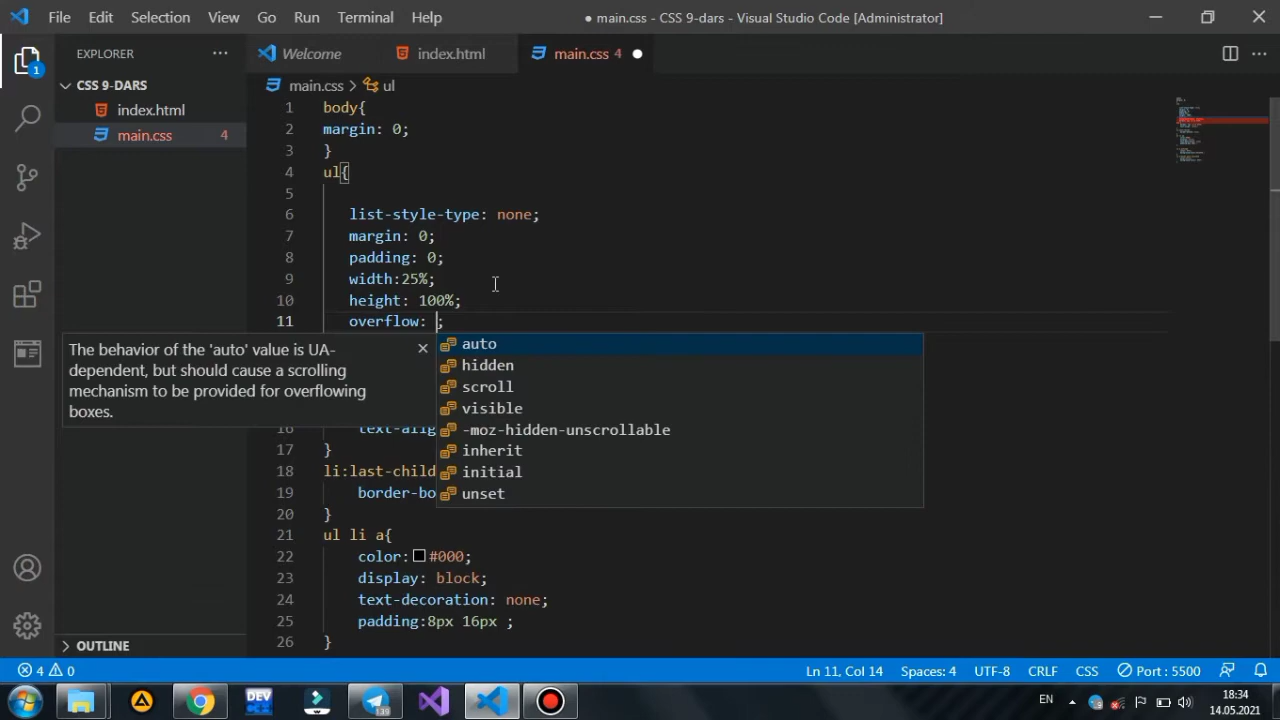 File Edit Selection View Go Run Terminal Help
● main.css - CSS 9-dars - Visual Studio Code [Administrator]
EXPLORER ...
Welcome
index.html
main.css 4 ●
1
CSS 9-DARS
index.html
main.css 4
main.css > ul
1 body{
2 margin: 0;
3 }
4 ul{
5
6 list-style-type: none;
7 margin: 0;
8 padding: 0;
9 width:25%;
10 height: 100%;
11 overflow: ;
The behavior of the 'auto' value is UA-
dependent, but should cause a scrolling
mechanism to be provided for overflowing
boxes.
auto
hidden
scroll
visible
-moz-hidden-unscrollable
inherit
initial
unset
16 text-alig
17 }
18 li:last-child
19 border-bo
20 }
21 ul li a{
22 color: #000;
23 display: block;
24 text-decoration: none;
25 padding:8px 16px ;
26 }
OUTLINE
4 0
Ln 11, Col 14 Spaces: 4 UTF-8 CRLF CSS Port : 5500
DEV
139
EN
18:34
14.05.2021